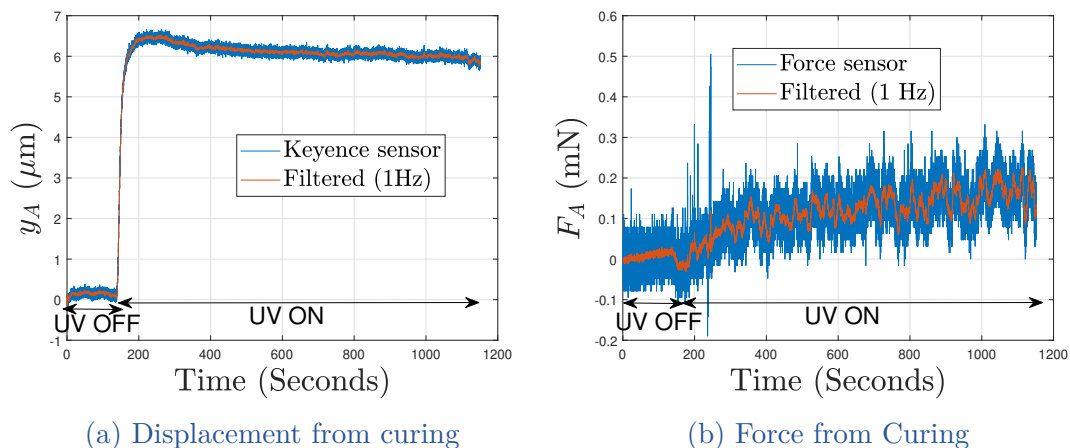 7
6
5
4
3
2
1
0
-1
y_A (μm)
Keyence sensor
Filtered (1Hz)
UV OFF
UV ON
0 200 400 600 800 1000 1200
Time (Seconds)
(a) Displacement from curing
0.6
0.5
0.4
0.3
0.2
0.1
0
-0.1
-0.2
F_A (mN)
Force sensor
Filtered (1 Hz)
UV OFF
UV ON
0 200 400 600 800 1000 1200
Time (Seconds)
(b) Force from Curing